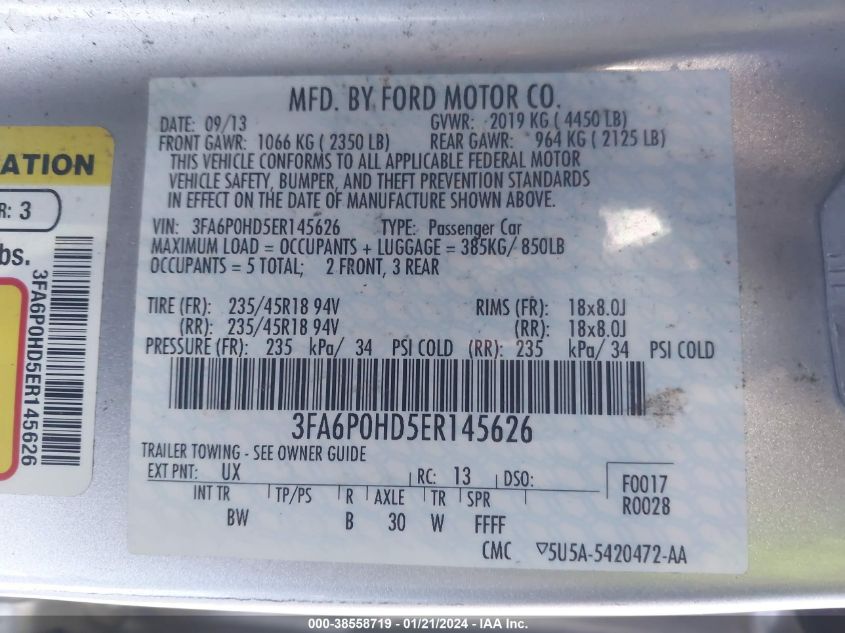 MFD. BY FORD MOTOR CO.
DATE: 09/13 GVWR: 2019 KG ( 4450 LB)
FRONT GAWR: 1066 KG ( 2350 LB) REAR GAWR: 964 KG ( 2125 LB)
THIS VEHICLE CONFORMS TO ALL APPLICABLE FEDERAL MOTOR
VEHICLE SAFETY, BUMPER, AND THEFT PREVENTION STANDARDS
IN EFFECT ON THE DATE OF MANUFACTURE SHOWN ABOVE.
VIN: 3FA6P0HD5ER145626 TYPE: Passenger Car
MAXIMUM LOAD = OCCUPANTS + LUGGAGE = 385KG/ 850LB
OCCUPANTS = 5 TOTAL; 2 FRONT, 3 REAR
TIRE (FR): 235/45R18 94V RIMS (FR): 18x8.0J
(RR): 235/45R18 94V (RR): 18x8.0J
PRESSURE (FR): 235 kPa/ 34 PSI COLD (RR): 235 kPa/ 34 PSI COLD
3FA6P0HD5ER145626
TRAILER TOWING - SEE OWNER GUIDE
EXT PNT: UX RC: 13 DSO: F0017
INT TR TP/PS R AXLE TR SPR R0028
BW B 30 W FFFF
CMC ▽5U5A-5420472-AA
ATION
R: 3
bs.
3FA6P0HD5ER145626
000-38558719 - 01/21/2024 - IAA Inc.